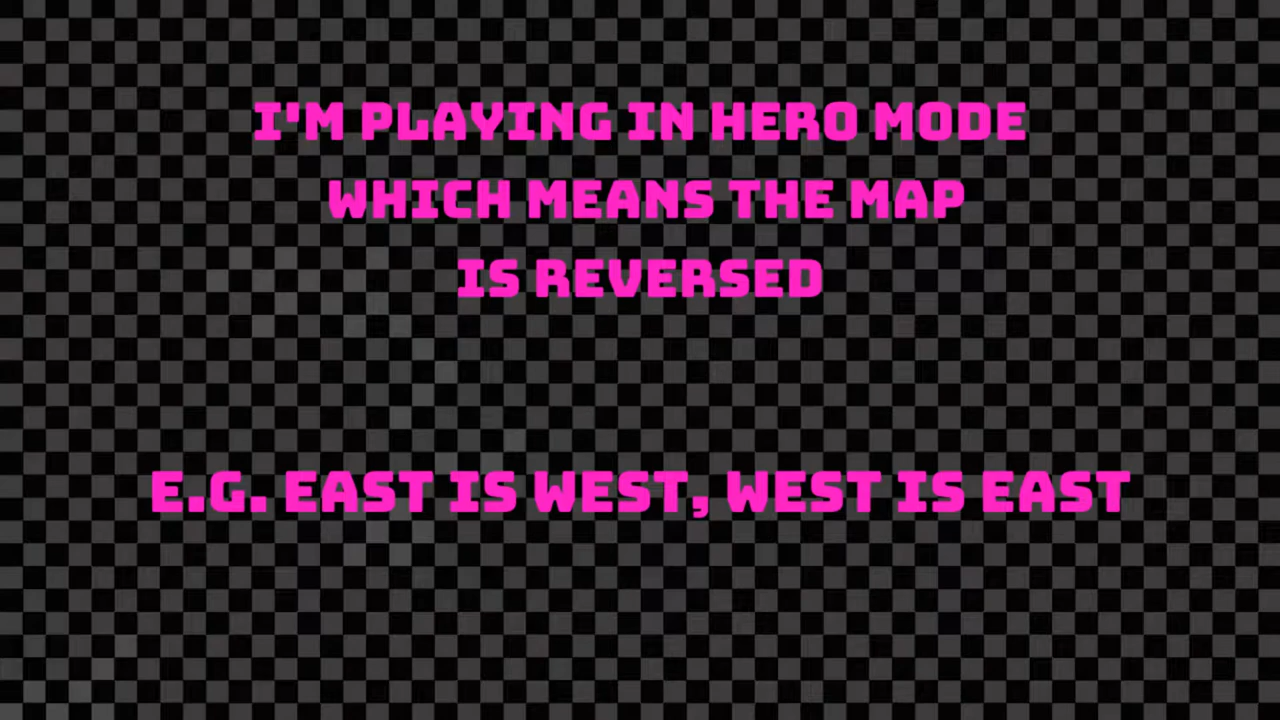 I'M PLAYING IN HERO MODE
WHICH MEANS THE MAP
IS REVERSED
E.G. EAST IS WEST, WEST IS EAST